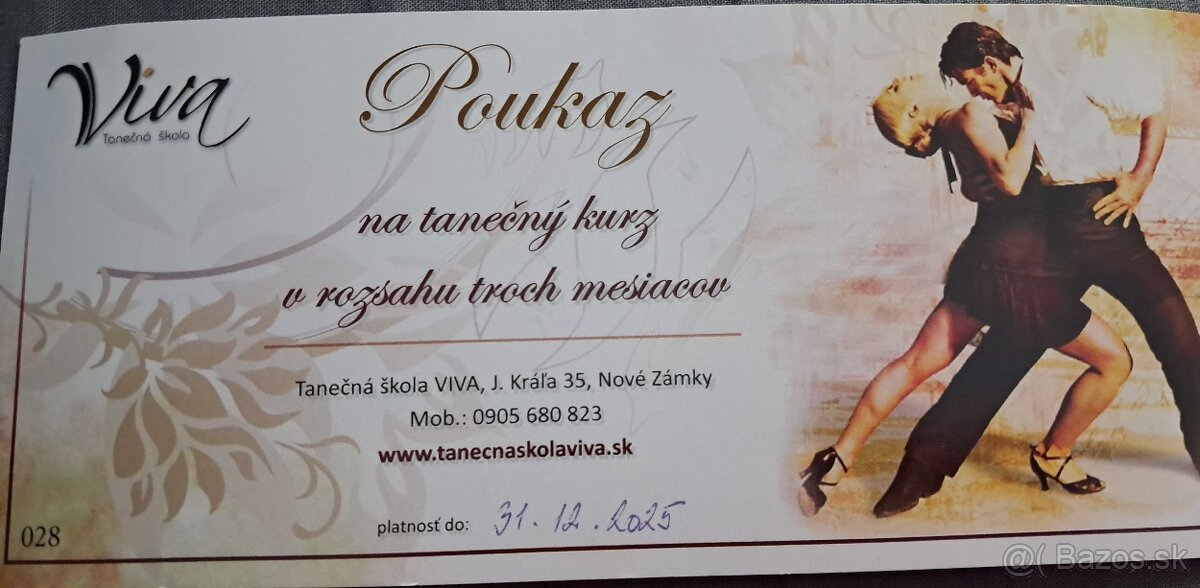 Viva
Tanečná škola
Poukaz
na tanečný kurz
v rozsahu troch mesiacov
Tanečná škola VIVA, J. Kráľa 35, Nové Zámky
Mob.: 0905 680 823
www.tanecnaskolaviva.sk
platnosť do: 31.12.2025
028
@( Bazos.sk